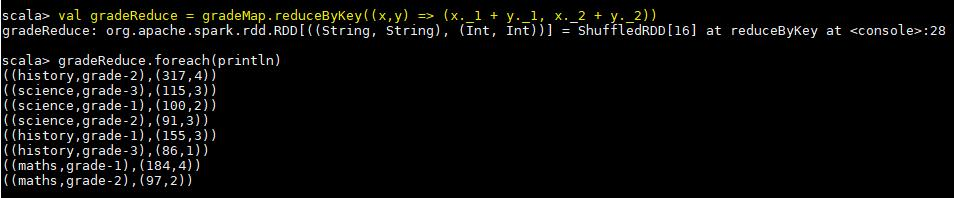 scala> val gradeReduce = gradeMap.reduceByKey((x,y) => (x._1 + y._1, x._2 + y._2))
gradeReduce: org.apache.spark.rdd.RDD[((String, String), (Int, Int))] = ShuffledRDD[16] at reduceByKey at <console>:28
scala> gradeReduce.foreach(println)
((history,grade-2),(317,4))
((science,grade-3),(115,3))
((science,grade-1),(100,2))
((science,grade-2),(91,3))
((history,grade-1),(155,3))
((history,grade-3),(86,1))
((maths,grade-1),(184,4))
((maths,grade-2),(97,2))